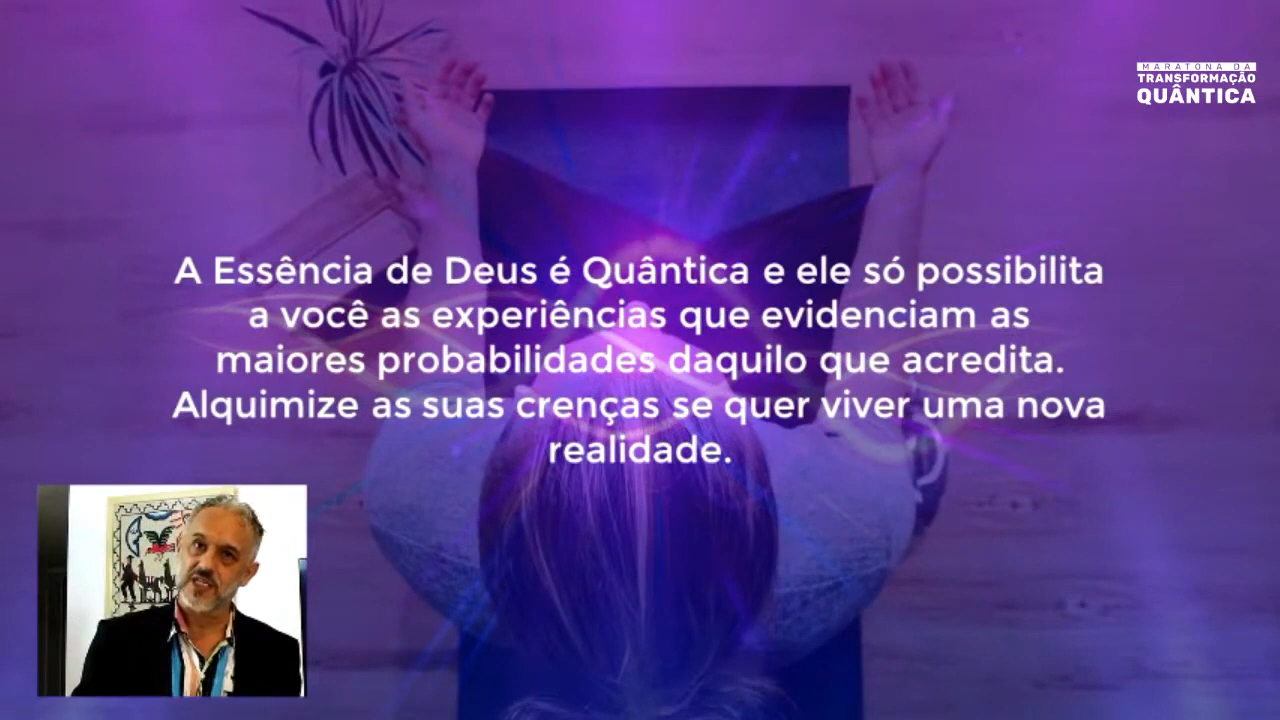 MARATONA DA
TRANSFORMAÇÃO
QUÂNTICA
A Essência de Deus é Quântica e ele só possibilita
a você as experiências que evidenciam as
maiores probabilidades daquilo que acredita.
Alquimize as suas crenças se quer viver uma nova
realidade.